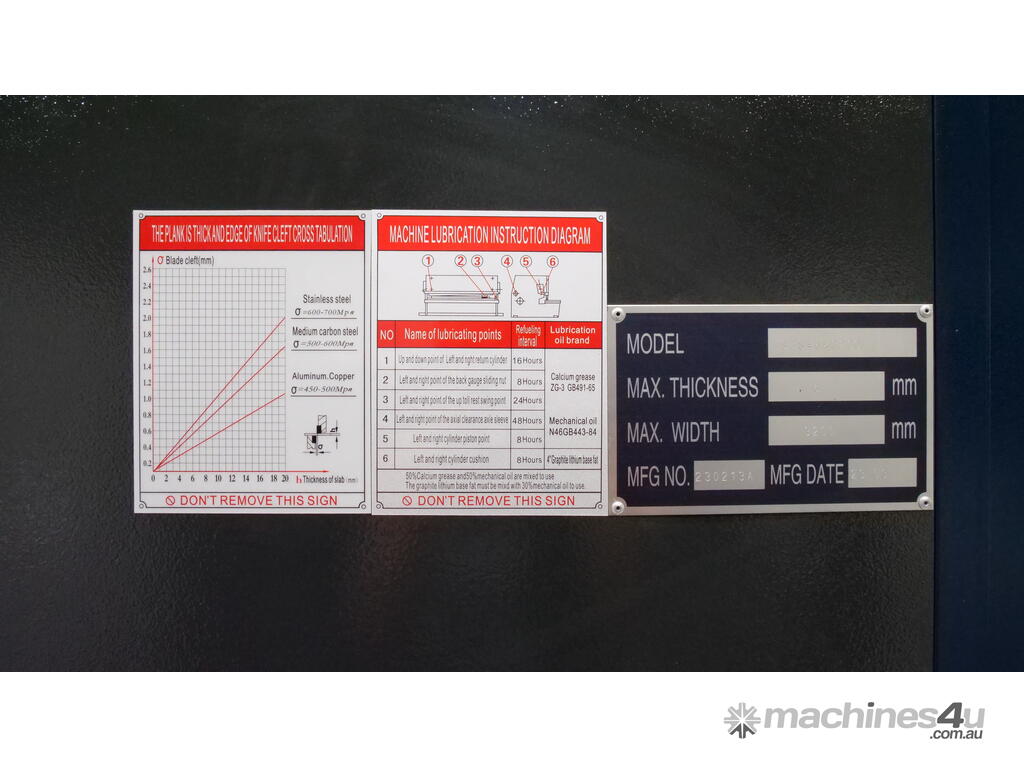 THE PLANK IS THICK AND EDGE OF KNIFE CLEFT CROSS TABULATION
σ Blade cleft(mm)
2.6
2.4
2.2
2.0
1.8
1.6
1.4
1.2
1.0
0.8
0.6
0.4
0.2
Stainless steel
σ=600-700Mpa
Medium carbon steel
σ=500-600Mpa
Aluminum.Copper
σ=450-500Mpa
0 2 4 6 8 10 12 14 16 18 20 h Thickness of slab (mm)
DON'T REMOVE THIS SIGN
MACHINE LUBRICATION INSTRUCTION DIAGRAM
1 2 3 4 5 6
NO Name of lubricating points Refueling interval Lubrication oil brand
1 Up and down point of Left and right return cylinder 16Hours
2 Left and right point of the back gauge sliding nut 8Hours
Calcium grease
ZG-3 GB491-65
3 Left and right point of the up toll rest swing point 24Hours
4 Left and right point of the axial clearance axle sleeve 48Hours
Mechanical oil
N46GB443-84
5 Left and right cylinder piston point 8Hours
6 Left and right cylinder cushion 8Hours 4"Graphite lithium base fat
50%Calcium grease and50%mechanical oil are mixed to use
The graphite lithium base fat must be mixd with 30%mechanical oil to use.
DON'T REMOVE THIS SIGN
MODEL
MAX. THICKNESS mm
MAX. WIDTH 3200 mm
MFG NO. 230213A MFG DATE
machines4u
.com.au